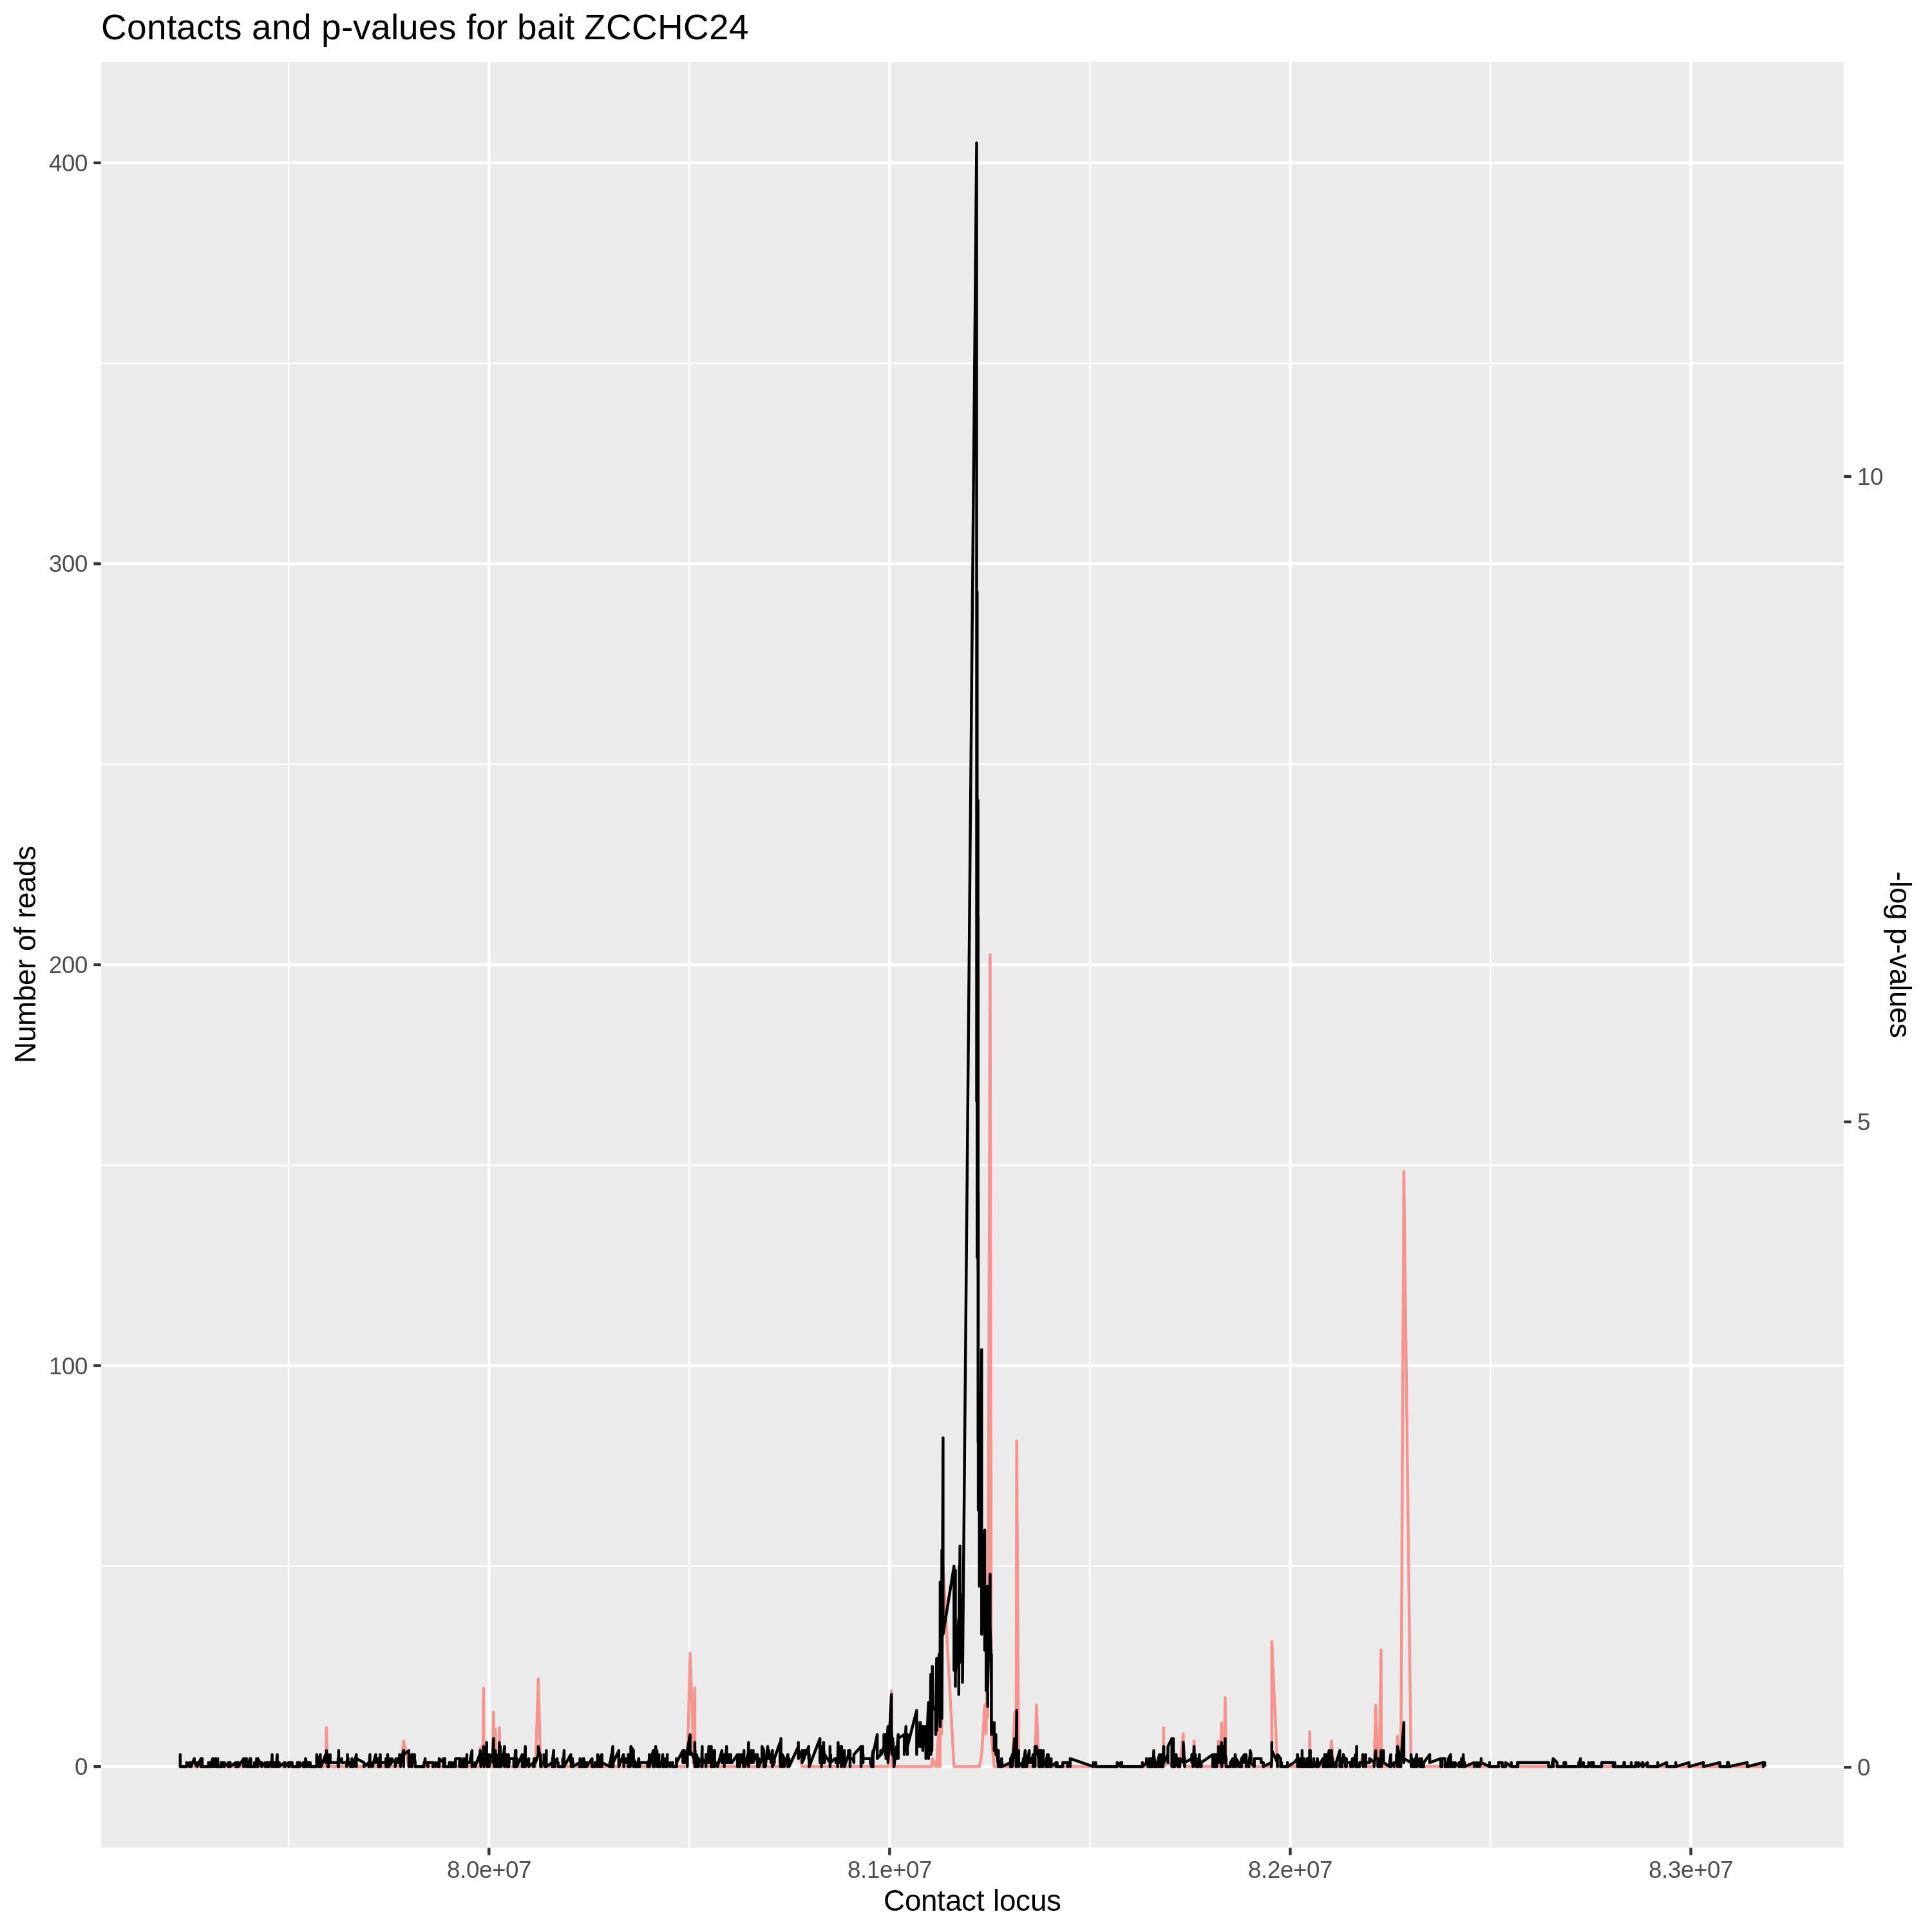 Contacts and p-values for bait ZCCHC24
400
300
200
100
0
Number of reads
10
5
0
-log p-values
8.0e+07
8.1e+07
8.2e+07
8.3e+07
Contact locus